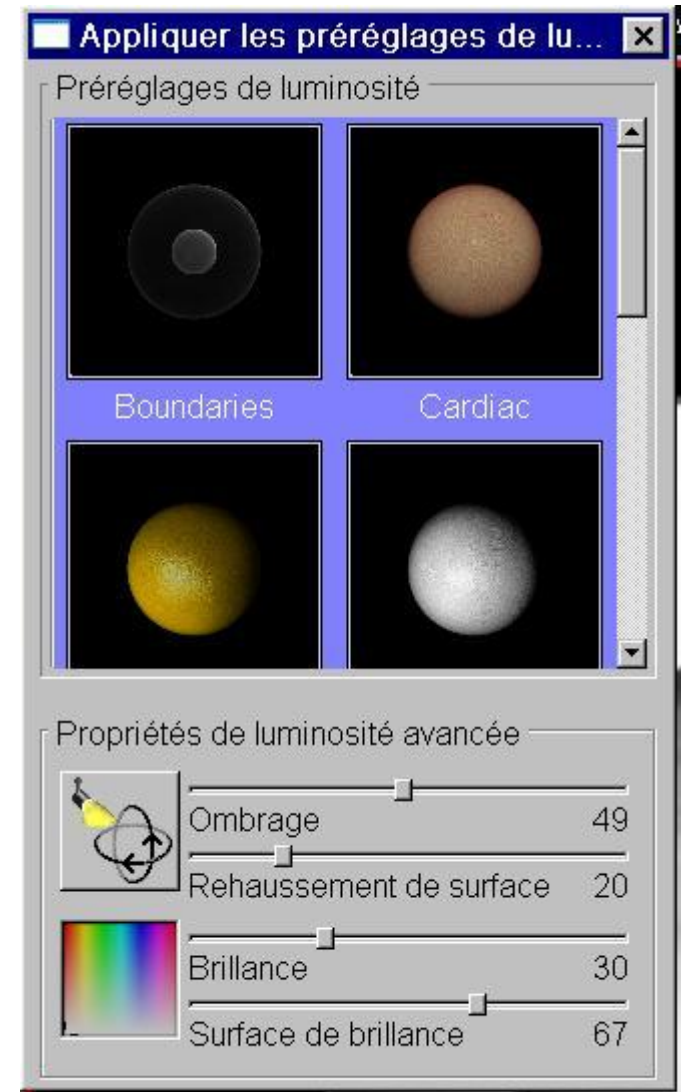 Appliquer les préréglages de lu...
Préréglages de luminosité
Boundaries
Cardiac
Propriétés de luminosité avancée
Ombrage 49
Rehaussement de surface 20
Brillance 30
Surface de brillance 67